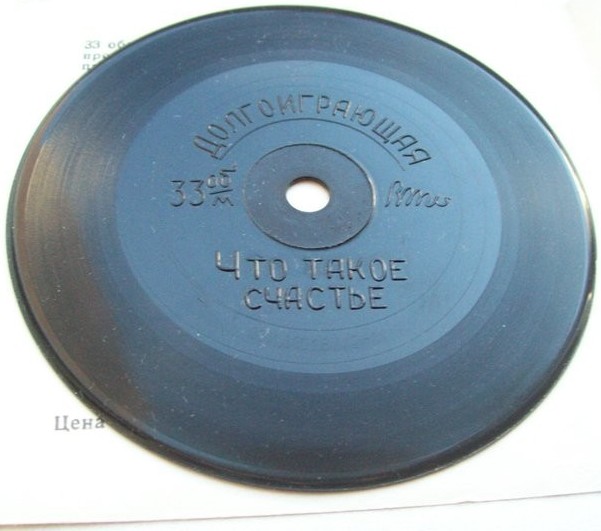 33 об
Долгоиграющая
33 об/м
Что такое
счастье
Цена